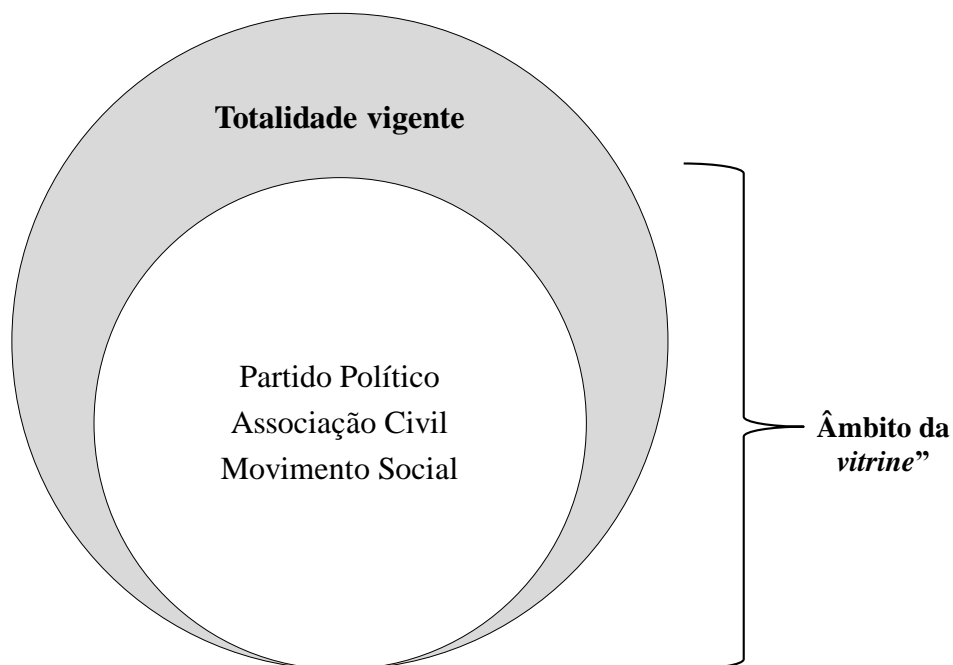 Totalidade vigente
Partido Político
Associação Civil
Movimento Social
Âmbito da
vitrine”